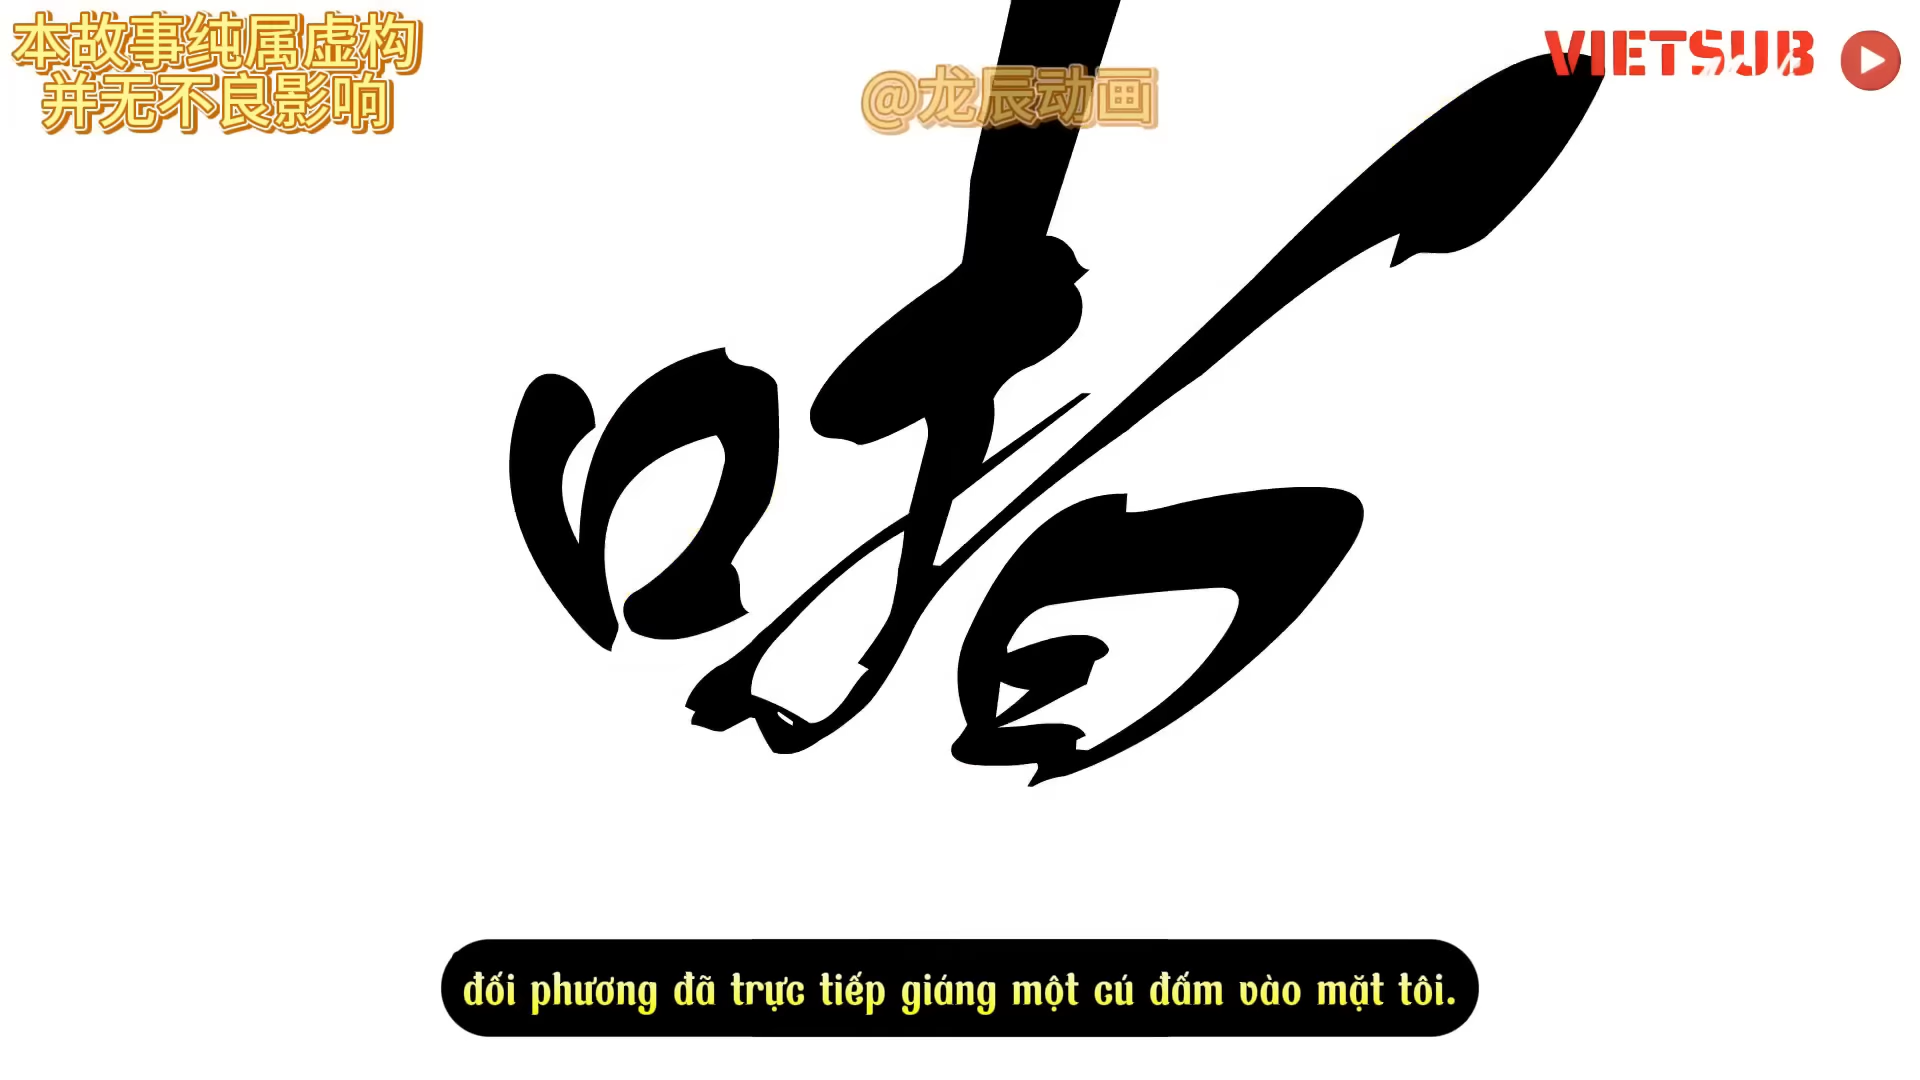 本故事纯属虚构
并无不良影响
@龙辰动画
VIETSUB
啫
đối phương đã trực tiếp giáng một cú đấm vào mặt tôi.